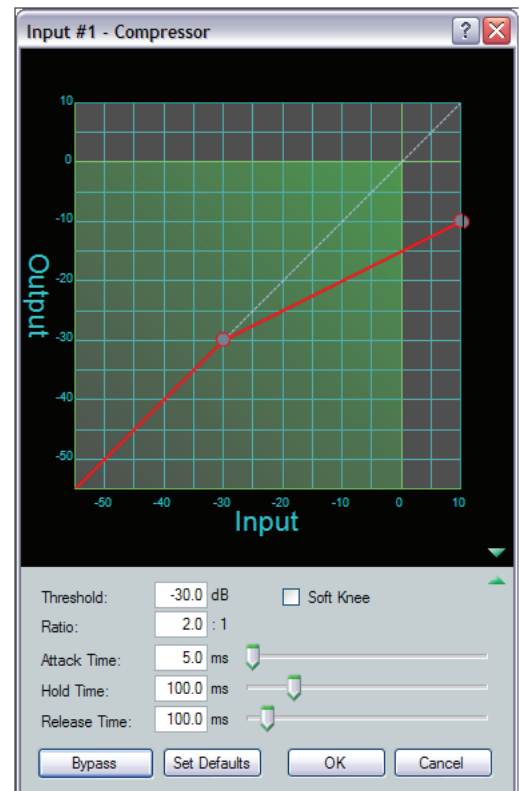 Input #1 - Compressor ?
10
0
-10
-20
-30
-40
-50
Output
-50 -40 -30 -20 -10 0 10
Input
Threshold: -30.0 dB Soft Knee
Ratio: 2.0 : 1
Attack Time: 5.0 ms
Hold Time: 100.0 ms
Release Time: 100.0 ms
Bypass Set Defaults OK Cancel